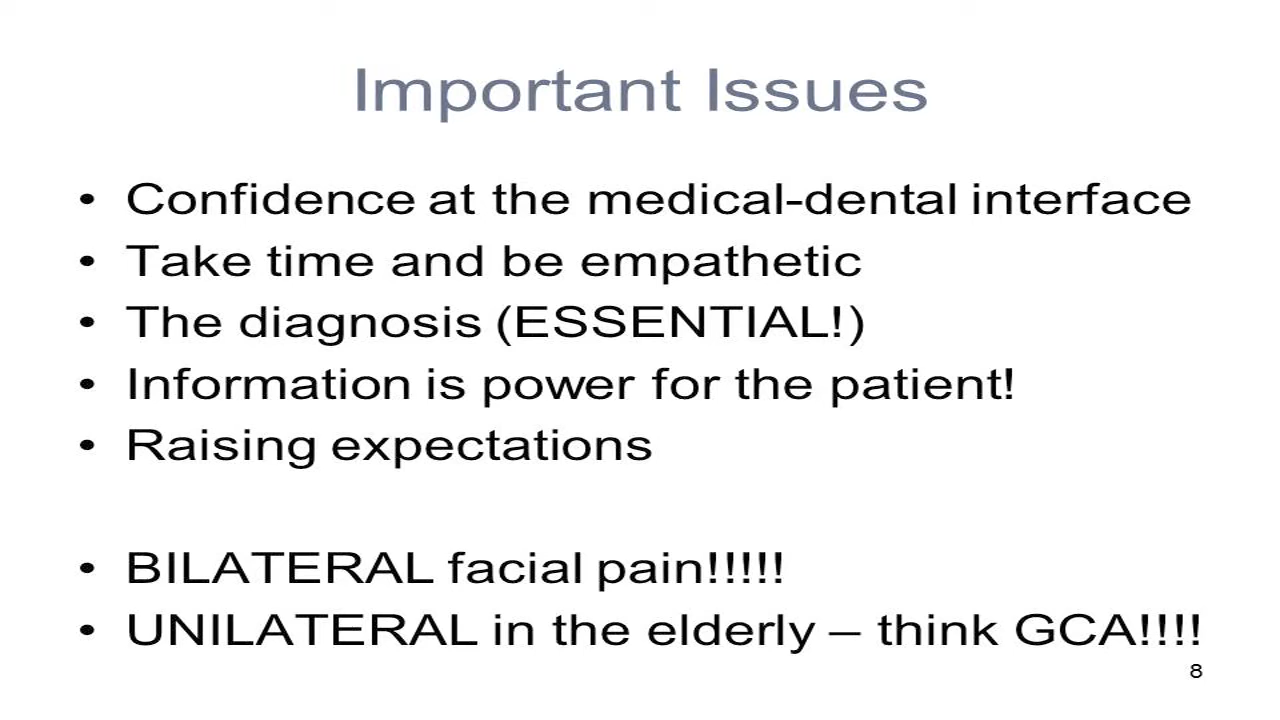 Important Issues
• Confidence at the medical-dental interface
• Take time and be empathetic
• The diagnosis (ESSENTIAL!)
• Information is power for the patient!
• Raising expectations
• BILATERAL facial pain!!!!!
• UNILATERAL in the elderly – think GCA!!!!
8